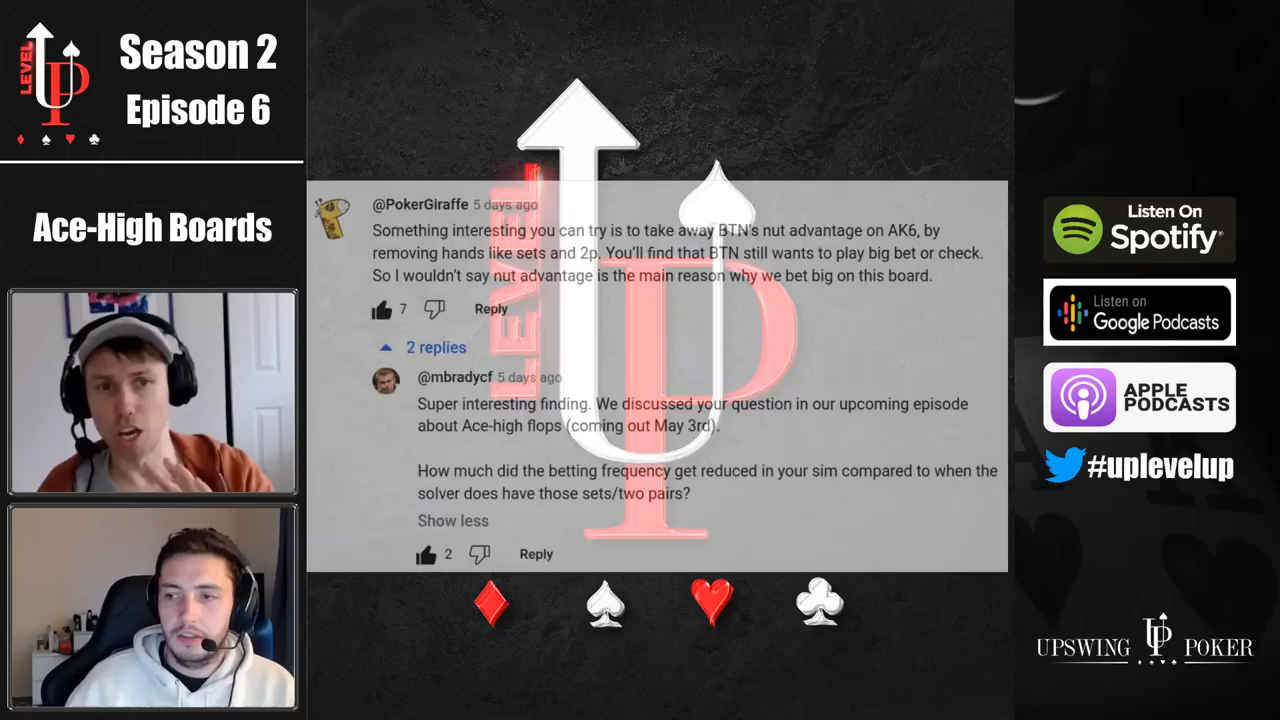 LEVEL
UP
Season 2
Episode 6
Ace-High Boards
LEVEL
UP
@PokerGiraffe 5 days ago
Something interesting you can try is to take away BTN's nut advantage on AK6, by
removing hands like sets and 2p. You'll find that BTN still wants to play big bet or check.
So I wouldn't say nut advantage is the main reason why we bet big on this board.
7 Reply
2 replies
@mbradycf 5 days ago
Super interesting finding. We discussed your question in our upcoming episode
about Ace-high flops (coming out May 3rd).
How much did the betting frequency get reduced in your sim compared to when the
solver does have those sets/two pairs?
Show less
2 Reply
Listen On
Spotify
Listen on
Google Podcasts
APPLE
PODCASTS
#uplevelup
UPSWING UP POKER